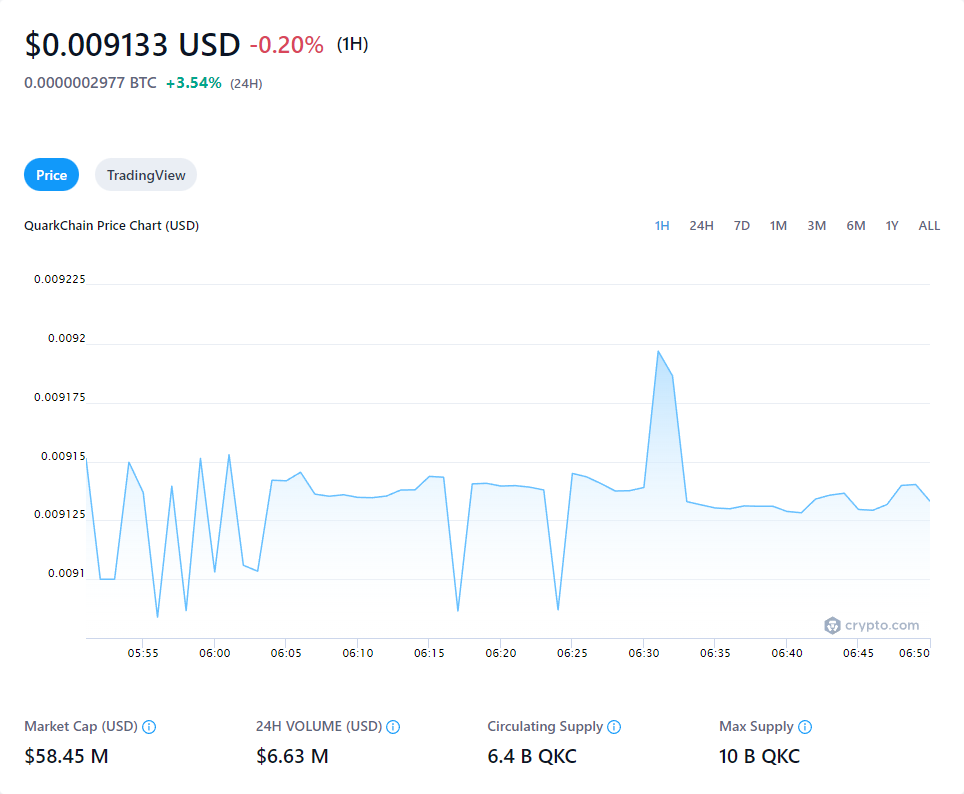 $0.009133 USD -0.20% (1H)
0.0000002977 BTC +3.54% (24H)
Price TradingView
QuarkChain Price Chart (USD) 1H 24H 7D 1M 3M 6M 1Y ALL
0.009225
0.0092
0.009175
0.00915
0.009125
0.0091
crypto.com
05:55 06:00 06:05 06:10 06:15 06:20 06:25 06:30 06:35 06:40 06:45 06:50
Market Cap (USD) 24H VOLUME (USD) Circulating Supply Max Supply
$58.45 M $6.63 M 6.4 B QKC 10 B QKC